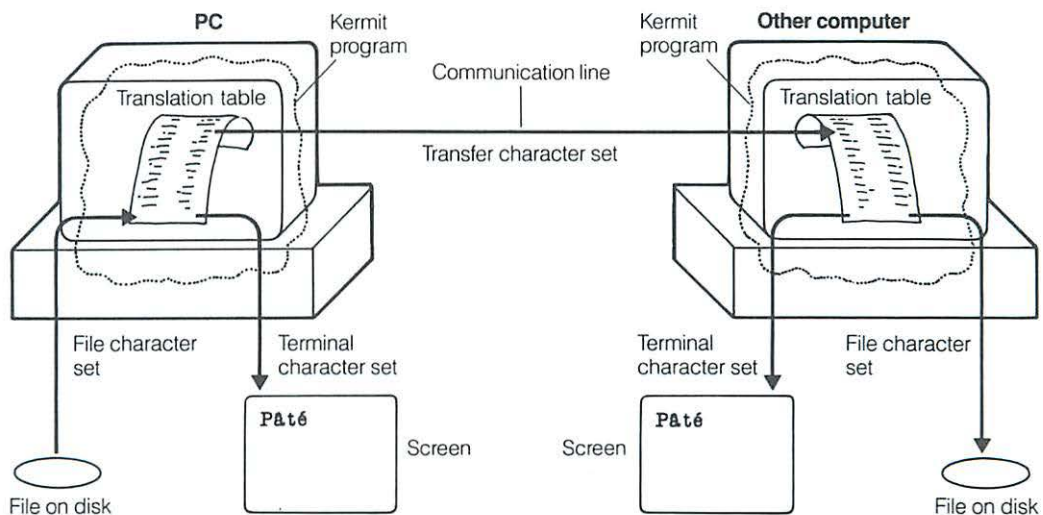 PC
Kermit
program
Kermit
program
Other computer
Communication line
Translation table
Translation table
Transfer character set
File character
set
Terminal
character set
Terminal
character set
File character
set
Pâté
Screen
Screen
Pâté
File on disk
File on disk